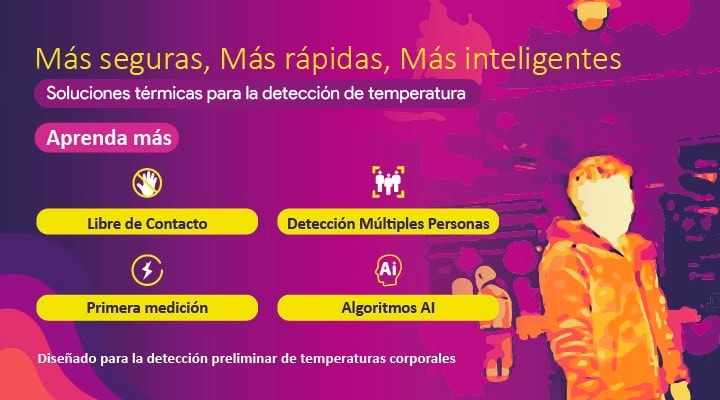 Más seguras, Más rápidas, Más inteligentes
Soluciones térmicas para la detección de temperatura
Aprenda más
Libre de Contacto
Detección Múltiples Personas
Ai
Primera medición
Algoritmos AI
Diseñado para la detección preliminar de temperaturas corporales